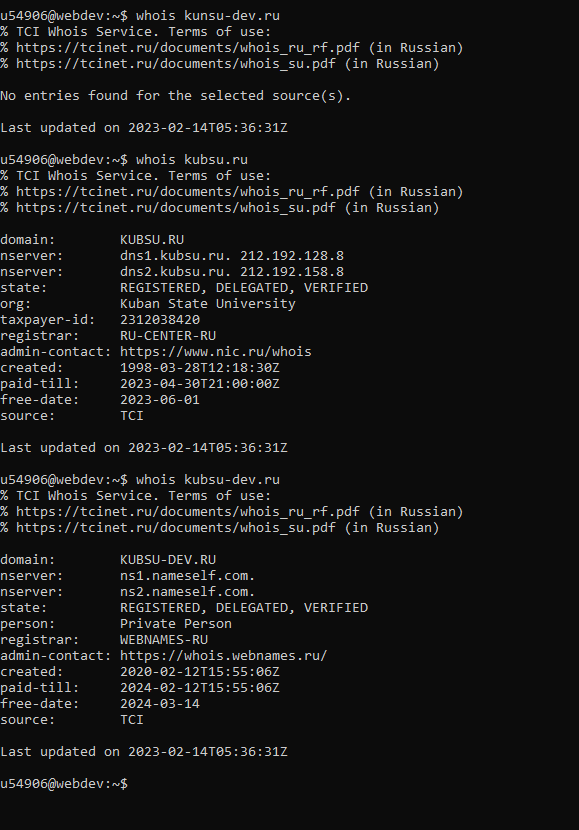 u54906@webdev:~$ whois kunsu-dev.ru
% TCI Whois Service. Terms of use:
% https://tcinet.ru/documents/whois_ru_rf.pdf (in Russian)
% https://tcinet.ru/documents/whois_su.pdf (in Russian)

No entries found for the selected source(s).

Last updated on 2023-02-14T05:36:31Z

u54906@webdev:~$ whois kubsu.ru
% TCI Whois Service. Terms of use:
% https://tcinet.ru/documents/whois_ru_rf.pdf (in Russian)
% https://tcinet.ru/documents/whois_su.pdf (in Russian)

domain:        KUBSU.RU
nserver:       dns1.kubsu.ru. 212.192.128.8
nserver:       dns2.kubsu.ru. 212.192.158.8
state:         REGISTERED, DELEGATED, VERIFIED
org:           Kuban State University
taxpayer-id:   2312038420
registrar:     RU-CENTER-RU
admin-contact: https://www.nic.ru/whois
created:       1998-03-28T12:18:30Z
paid-till:     2023-04-30T21:00:00Z
free-date:     2023-06-01
source:        TCI

Last updated on 2023-02-14T05:36:31Z

u54906@webdev:~$ whois kubsu-dev.ru
% TCI Whois Service. Terms of use:
% https://tcinet.ru/documents/whois_ru_rf.pdf (in Russian)
% https://tcinet.ru/documents/whois_su.pdf (in Russian)

domain:        KUBSU-DEV.RU
nserver:       ns1.nameself.com.
nserver:       ns2.nameself.com.
state:         REGISTERED, DELEGATED, VERIFIED
person:        Private Person
registrar:     WEBNAMES-RU
admin-contact: https://whois.webnames.ru/
created:       2020-02-12T15:55:06Z
paid-till:     2024-02-12T15:55:06Z
free-date:     2024-03-14
source:        TCI

Last updated on 2023-02-14T05:36:31Z

u54906@webdev:~$